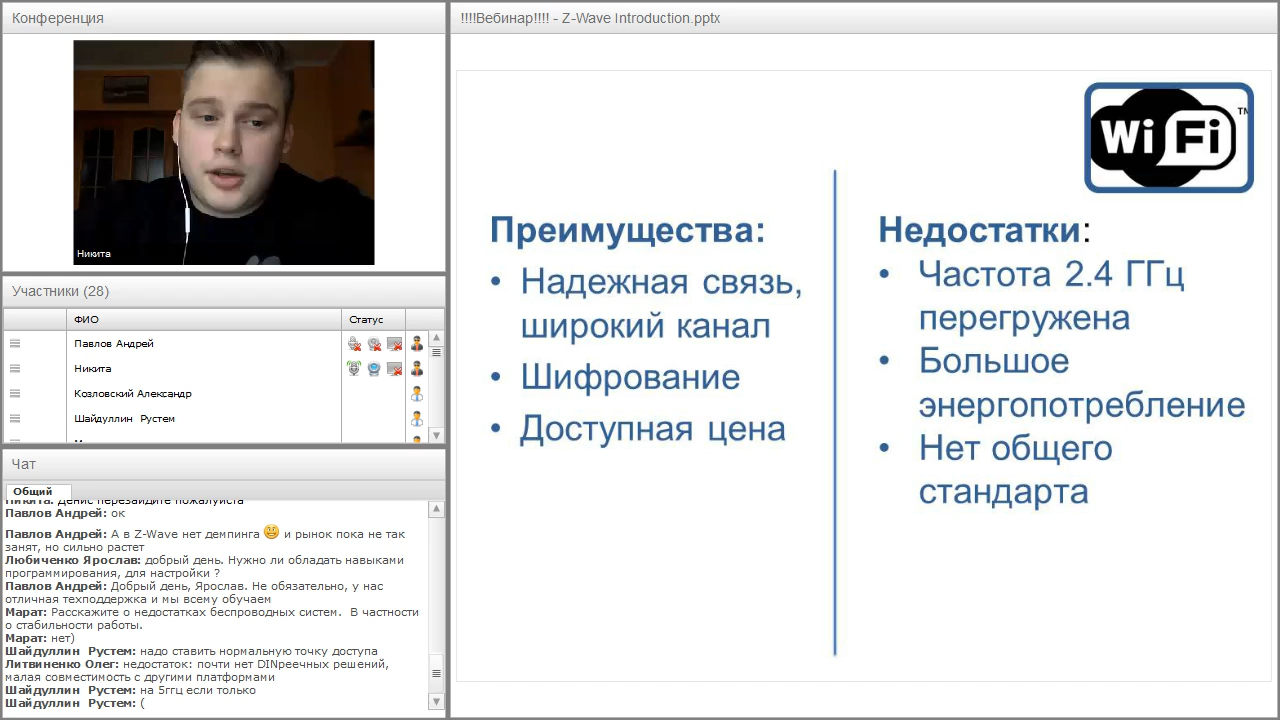 Конференция
Никита
Участники (28)
ФИО
Статус
Павлов Андрей
Никита
Козловский Александр
Шайдуллин Рустем
Чат
Общий
Никита: Денис перезайдите пожалуйста
Павлов Андрей: ок
Павлов Андрей: А в Z-Wave нет демпинга и рынок пока не так
занят, но сильно растет
Любиченко Ярослав: добрый день. Нужно ли обладать навыками
программирования, для настройки ?
Павлов Андрей: Добрый день, Ярослав. Не обязательно, у нас
отличная техподдержка и мы всему обучаем
Марат: Расскажите о недостатках беспроводных систем. В частности
о стабильности работы.
Марат: нет)
Шайдуллин Рустем: надо ставить нормальную точку доступа
Литвиненко Олег: недостаток: почти нет DINреечных решений,
малая совместимость с другими платформами
Шайдуллин Рустем: на 5ггц если только
Шайдуллин Рустем: (
!!!!Вебинар!!!! - Z-Wave Introduction.pptx
Wi Fi TM
Преимущества:
• Надежная связь,
широкий канал
• Шифрование
• Доступная цена
Недостатки:
• Частота 2.4 ГГц
перегружена
• Большое
энергопотребление
• Нет общего
стандарта